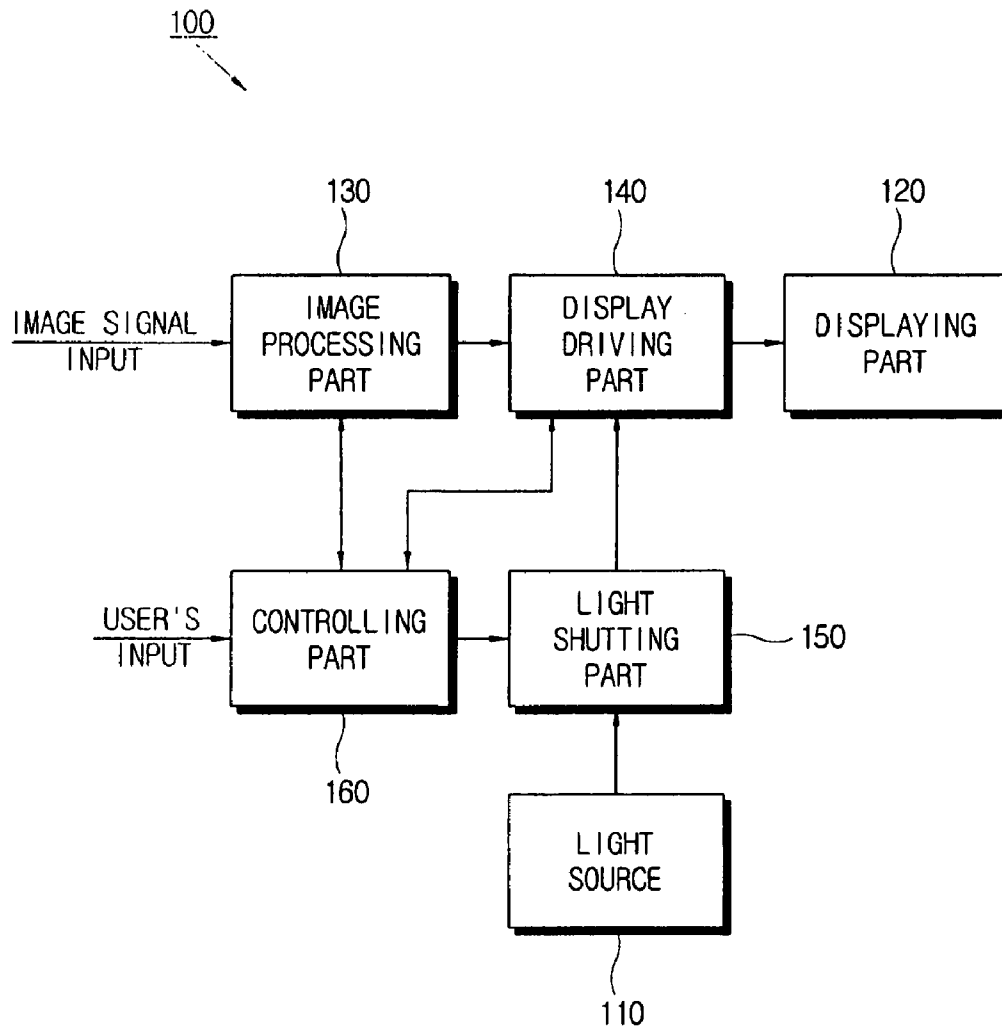 100
130
140
120
IMAGE SIGNAL
INPUT
IMAGE
PROCESSING
PART
DISPLAY
DRIVING
PART
DISPLAYING
PART
USER'S
INPUT
CONTROLLING
PART
LIGHT
SHUTTING
PART
150
160
LIGHT
SOURCE
110